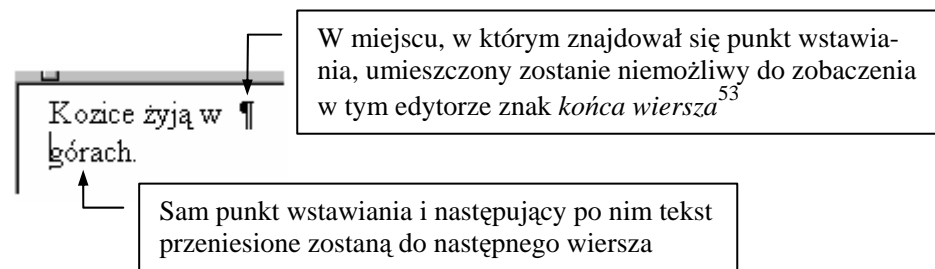 W miejscu, w którym znajdował się punkt wstawia-
nia, umieszczony zostanie niemożliwy do zobaczenia
w tym edytorze znak końca wiersza53
Kozice żyją w ¶
górach.
Sam punkt wstawiania i następujący po nim tekst
przeniesione zostaną do następnego wiersza